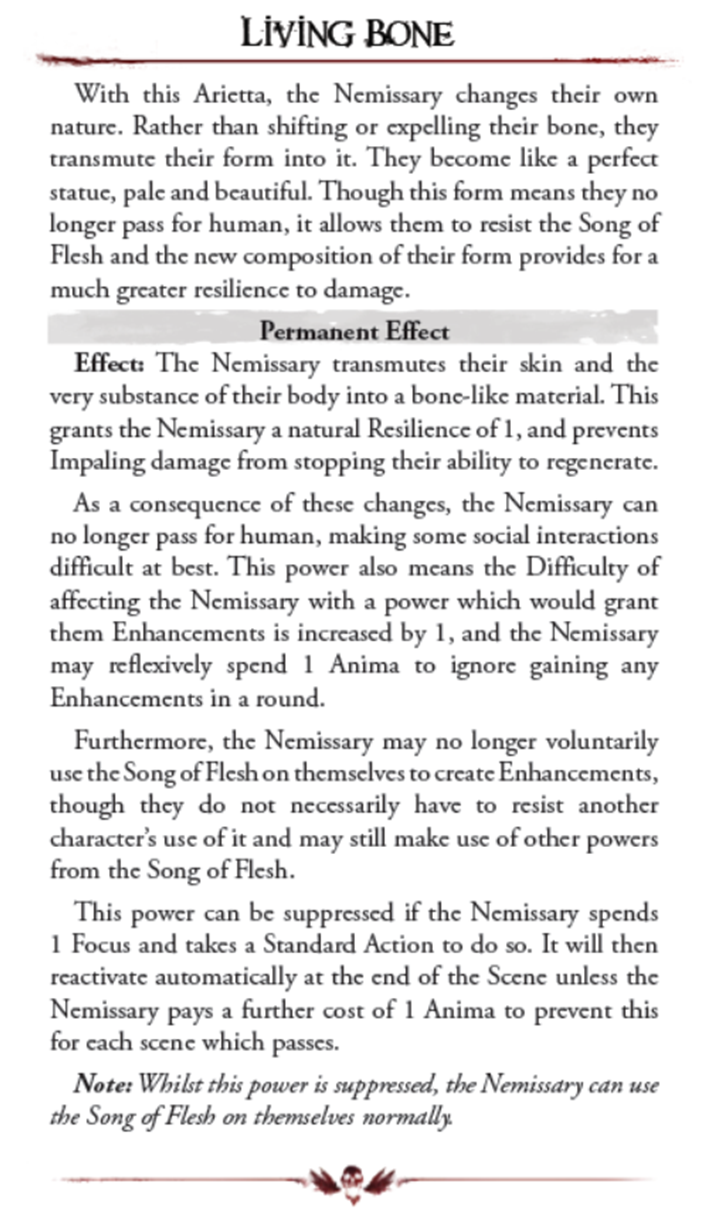 LIVING BONE
With this Arietta, the Nemissary changes their own
nature. Rather than shifting or expelling their bone, they
transmute their form into it. They become like a perfect
statue, pale and beautiful. Though this form means they no
longer pass for human, it allows them to resist the Song of
Flesh and the new composition of their form provides for a
much greater resilience to damage.
Permanent Effect
Effect: The Nemissary transmutes their skin and the
very substance of their body into a bone-like material. This
grants the Nemissary a natural Resilience of 1, and prevents
Impaling damage from stopping their ability to regenerate.
As a consequence of these changes, the Nemissary can
no longer pass for human, making some social interactions
difficult at best. This power also means the Difficulty of
affecting the Nemissary with a power which would grant
them Enhancements is increased by 1, and the Nemissary
may reflexively spend 1 Anima to ignore gaining any
Enhancements in a round.
Furthermore, the Nemissary may no longer voluntarily
use the Song of Flesh on themselves to create Enhancements,
though they do not necessarily have to resist another
character's use of it and may still make use of other powers
from the Song of Flesh.
This power can be suppressed if the Nemissary spends
1 Focus and takes a Standard Action to do so. It will then
reactivate automatically at the end of the Scene unless the
Nemissary pays a further cost of 1 Anima to prevent this
for each scene which passes.
Note: Whilst this power is suppressed, the Nemissary can use
the Song of Flesh on themselves normally.